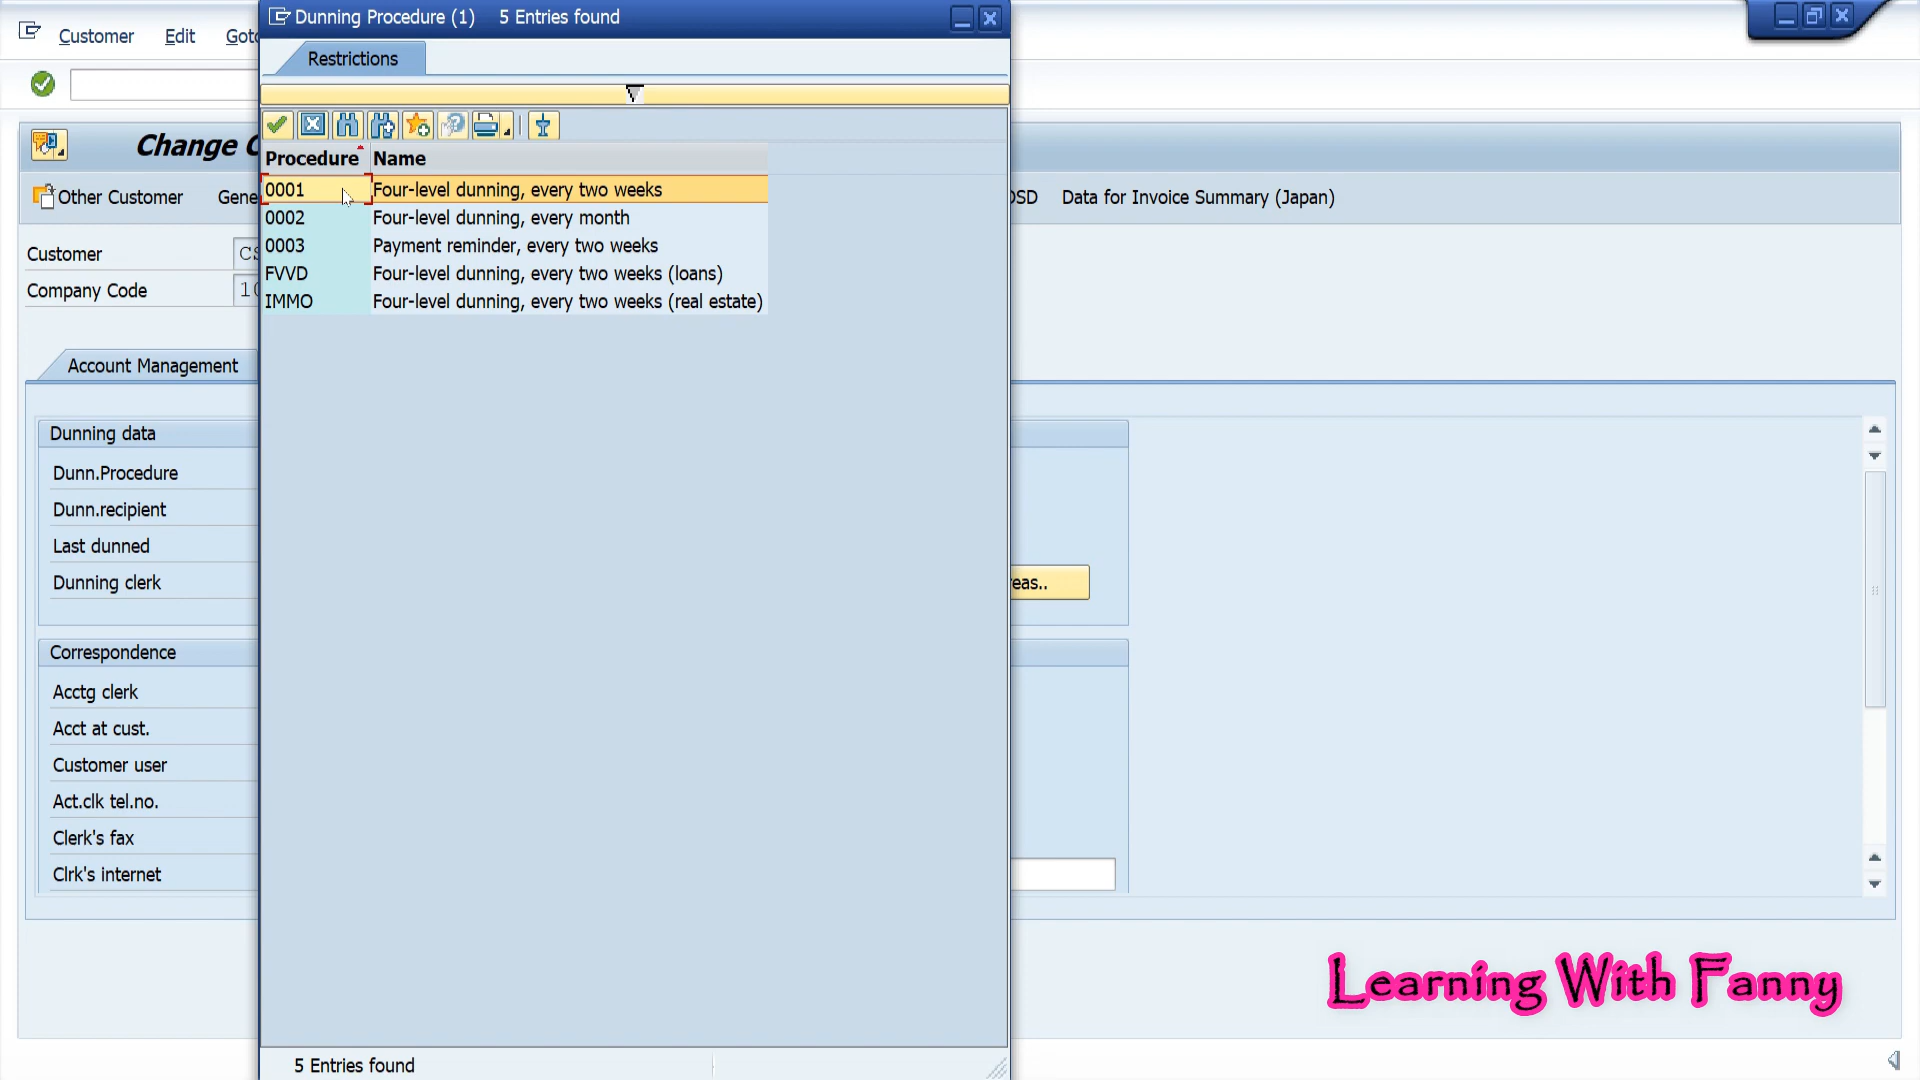 Dunning Procedure (1) 5 Entries found
Customer Edit
Restrictions
Change
Procedure Name
0001 Four-level dunning, every two weeks
0002 Four-level dunning, every month
0003 Payment reminder, every two weeks
FVVD Four-level dunning, every two weeks (loans)
IMMO Four-level dunning, every two weeks (real estate)
Other Customer Data for Invoice Summary (Japan)
Customer
Company Code
Account Management
Dunning data
Dunn.Procedure
Dunn.recipient
Last dunned
Dunning clerk
Correspondence
Acctg clerk
Acct at cust.
Customer user
Act.clk tel.no.
Clerk's fax
Clrk's internet
Learning With Fanny
5 Entries found